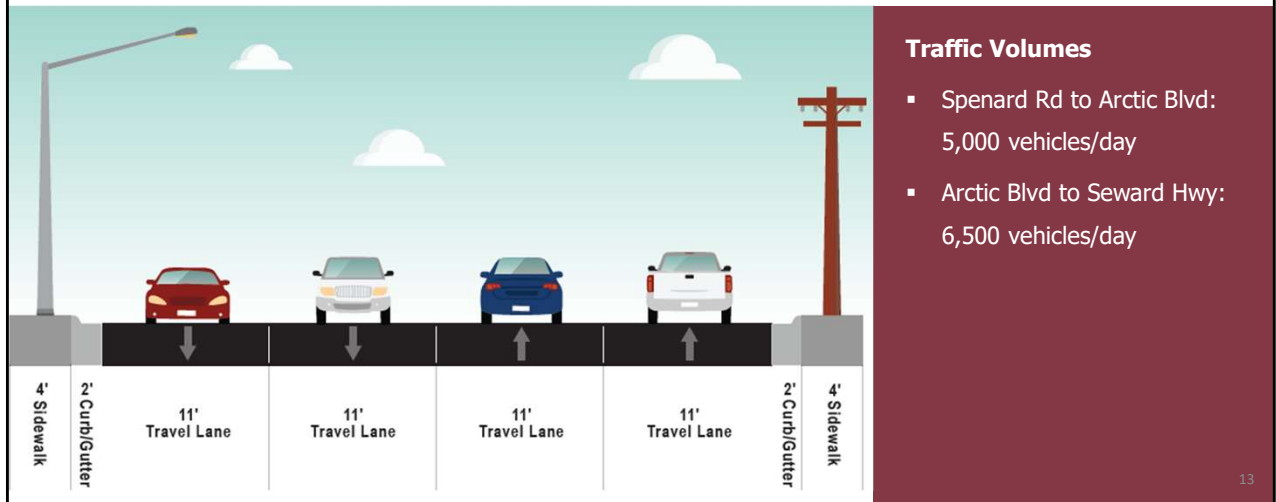 Traffic Volumes
▪ Spenard Rd to Arctic Blvd:
5,000 vehicles/day
▪ Arctic Blvd to Seward Hwy:
6,500 vehicles/day
4' Sidewalk
2' Curb/Gutter
11'
Travel Lane
11'
Travel Lane
11'
Travel Lane
11'
Travel Lane
2' Curb/Gutter
4' Sidewalk
13